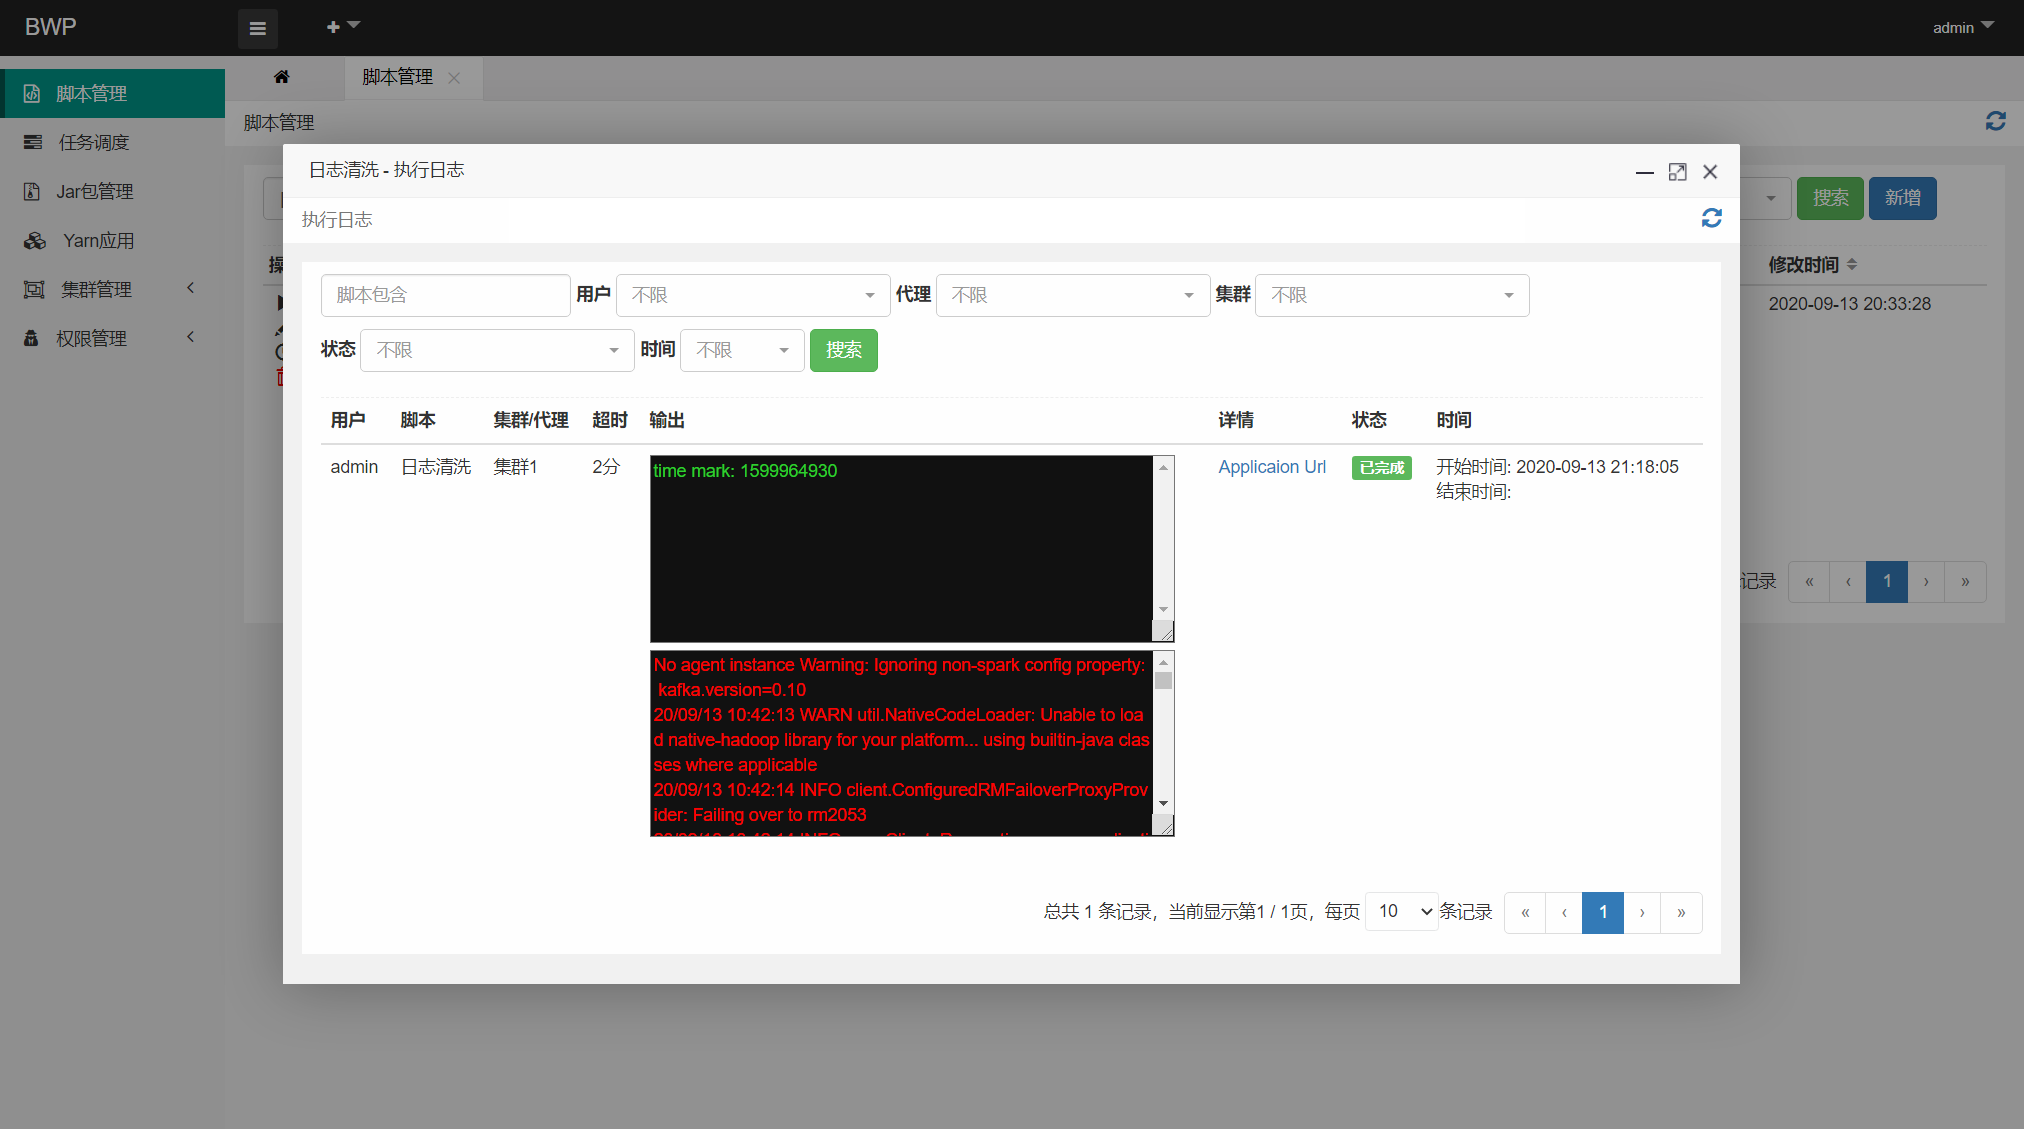 BWP
admin
脚本管理
任务调度
Jar包管理
Yarn应用
集群管理
权限管理
脚本管理
脚本管理
搜索 新增
修改时间
2020-09-13 20:33:28
记录 « ‹ 1 › »
日志清洗 - 执行日志
执行日志
脚本包含 用户 不限 代理 不限 集群 不限
状态 不限 时间 不限 搜索
用户 脚本 集群/代理 超时 输出 详情 状态 时间
admin 日志清洗 集群1 2分 time mark: 1599964930 Applicaion Url 已完成 开始时间: 2020-09-13 21:18:05
结束时间:
No agent instance Warning: Ignoring non-spark config property:
kafka.version=0.10
20/09/13 10:42:13 WARN util.NativeCodeLoader: Unable to loa
d native-hadoop library for your platform... using builtin-java clas
ses where applicable
20/09/13 10:42:14 INFO client.ConfiguredRMFailoverProxyProv
ider: Failing over to rm2053
总共 1 条记录，当前显示第1 / 1页，每页 10 条记录 « ‹ 1 › »